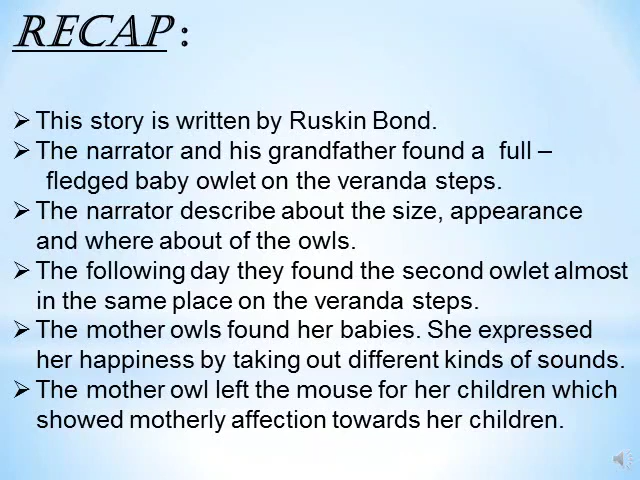 RECAP :
➢ This story is written by Ruskin Bond.
➢ The narrator and his grandfather found a full –
fledged baby owlet on the veranda steps.
➢ The narrator describe about the size, appearance
and where about of the owls.
➢ The following day they found the second owlet almost
in the same place on the veranda steps.
➢ The mother owls found her babies. She expressed
her happiness by taking out different kinds of sounds.
➢ The mother owl left the mouse for her children which
showed motherly affection towards her children.